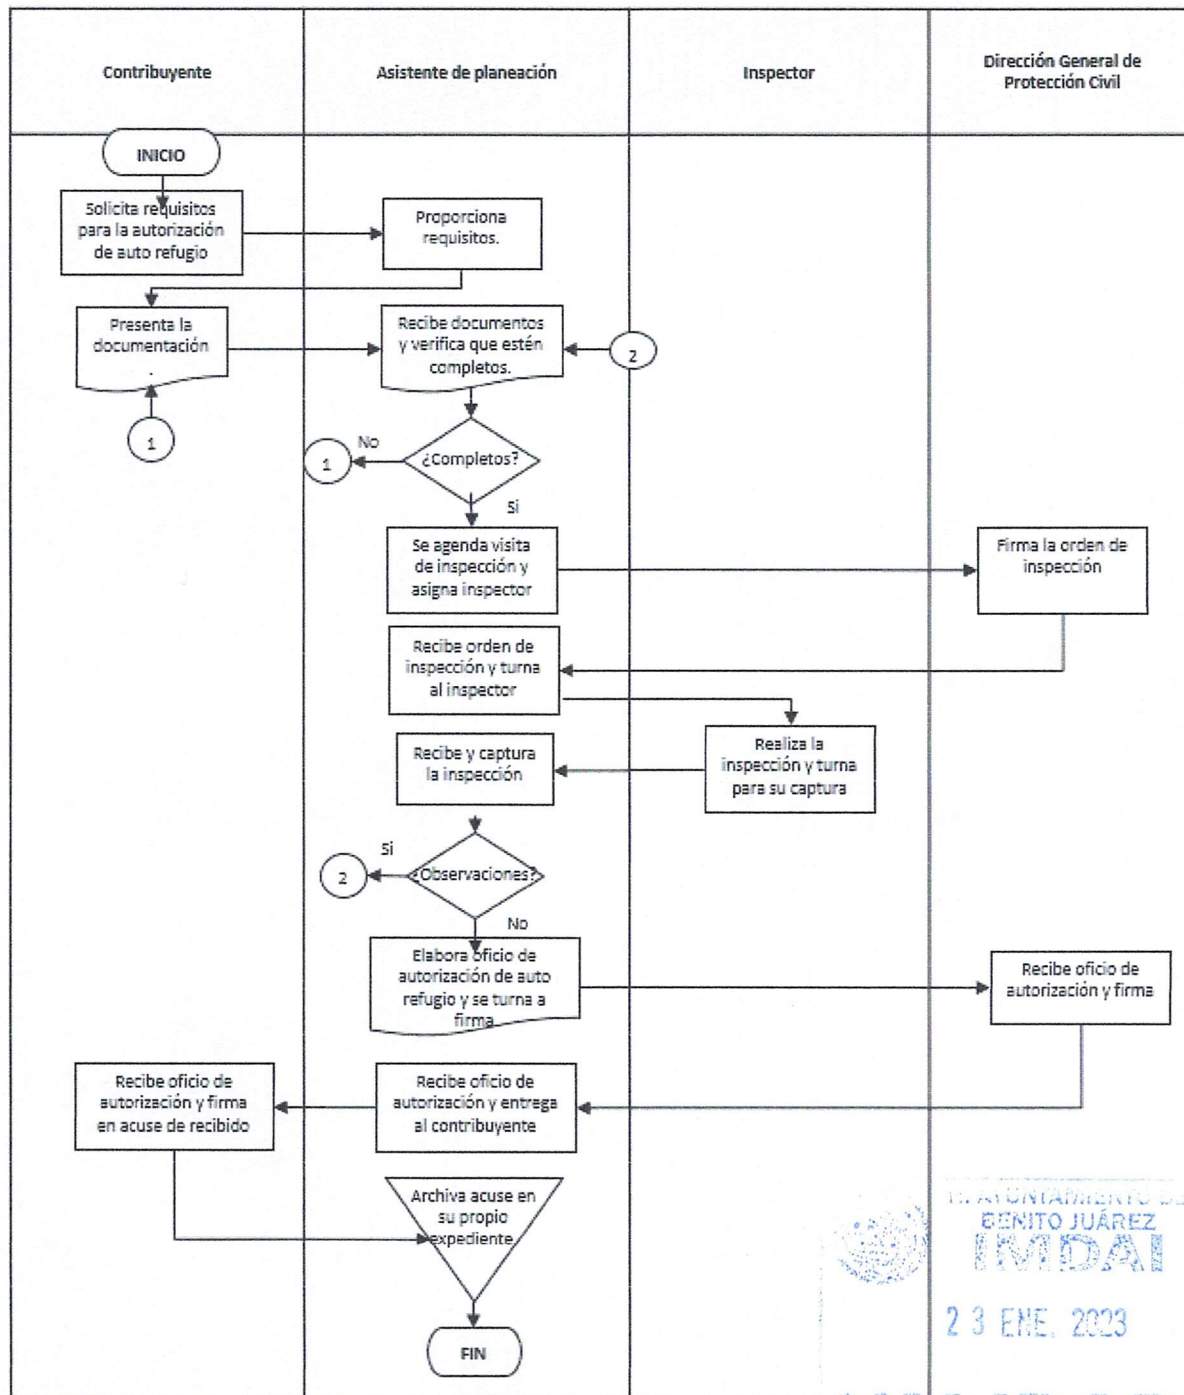 Contribuyente
Asistente de planeación
Inspector
Dirección General de
Protección Civil
INICIO
Solicita requisitos
para la autorización
de auto refugio
Proporciona
requisitos.
Presenta la
documentación
.
Recibe documentos
y verifica que estén
completos.
2
1
1
No
¿Completos?
Si
Se agenda visita
de inspección y
asigna inspector
Firma la orden de
inspección
Recibe orden de
inspección y turna
al inspector
Realiza la
inspección y turna
para su captura
Recibe y captura
la inspección
Si
2
¿Observaciones?
No
Elabora oficio de
autorización de auto
refugio y se turna a
firma
Recibe oficio de
autorización y firma
Recibe oficio de
autorización y entrega
al contribuyente
Recibe oficio de
autorización y firma
en acuse de recibido
Archiva acuse en
su propio
expediente.
FIN
AYUNTAMIENTO DE
BENITO JUÁREZ
IMDAI
23 ENE. 2023